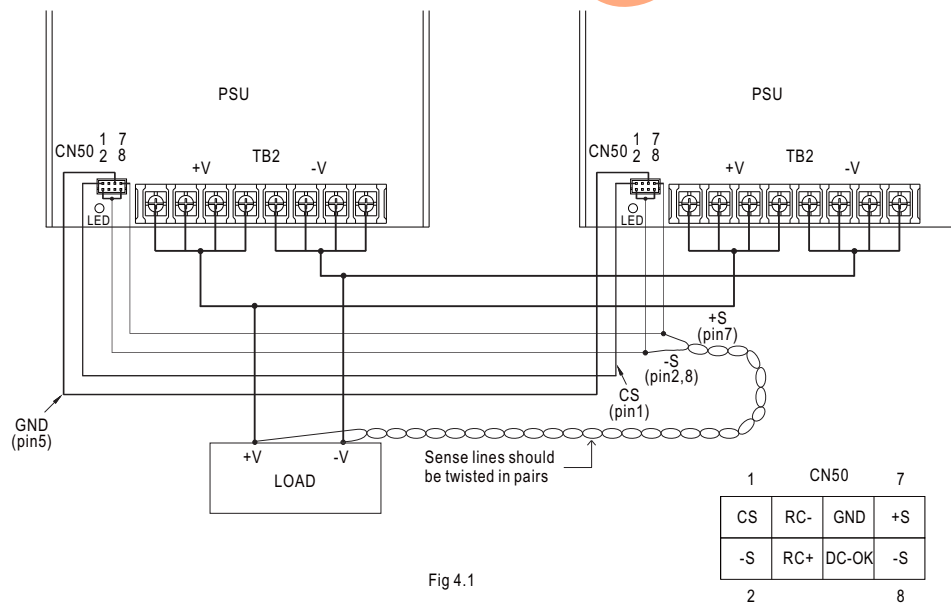 PSU
PSU
1 7
CN50 2 8
TB2
+V
-V
LED
1 7
CN50 2 8
TB2
+V
-V
LED
+S
(pin7)
-S
(pin2,8)
CS
(pin1)
GND
(pin5)
+V
-V
LOAD
Sense lines should
be twisted in pairs
Fig 4.1
1 CN50 7
CS RC- GND +S
-S RC+ DC-OK -S
2 8